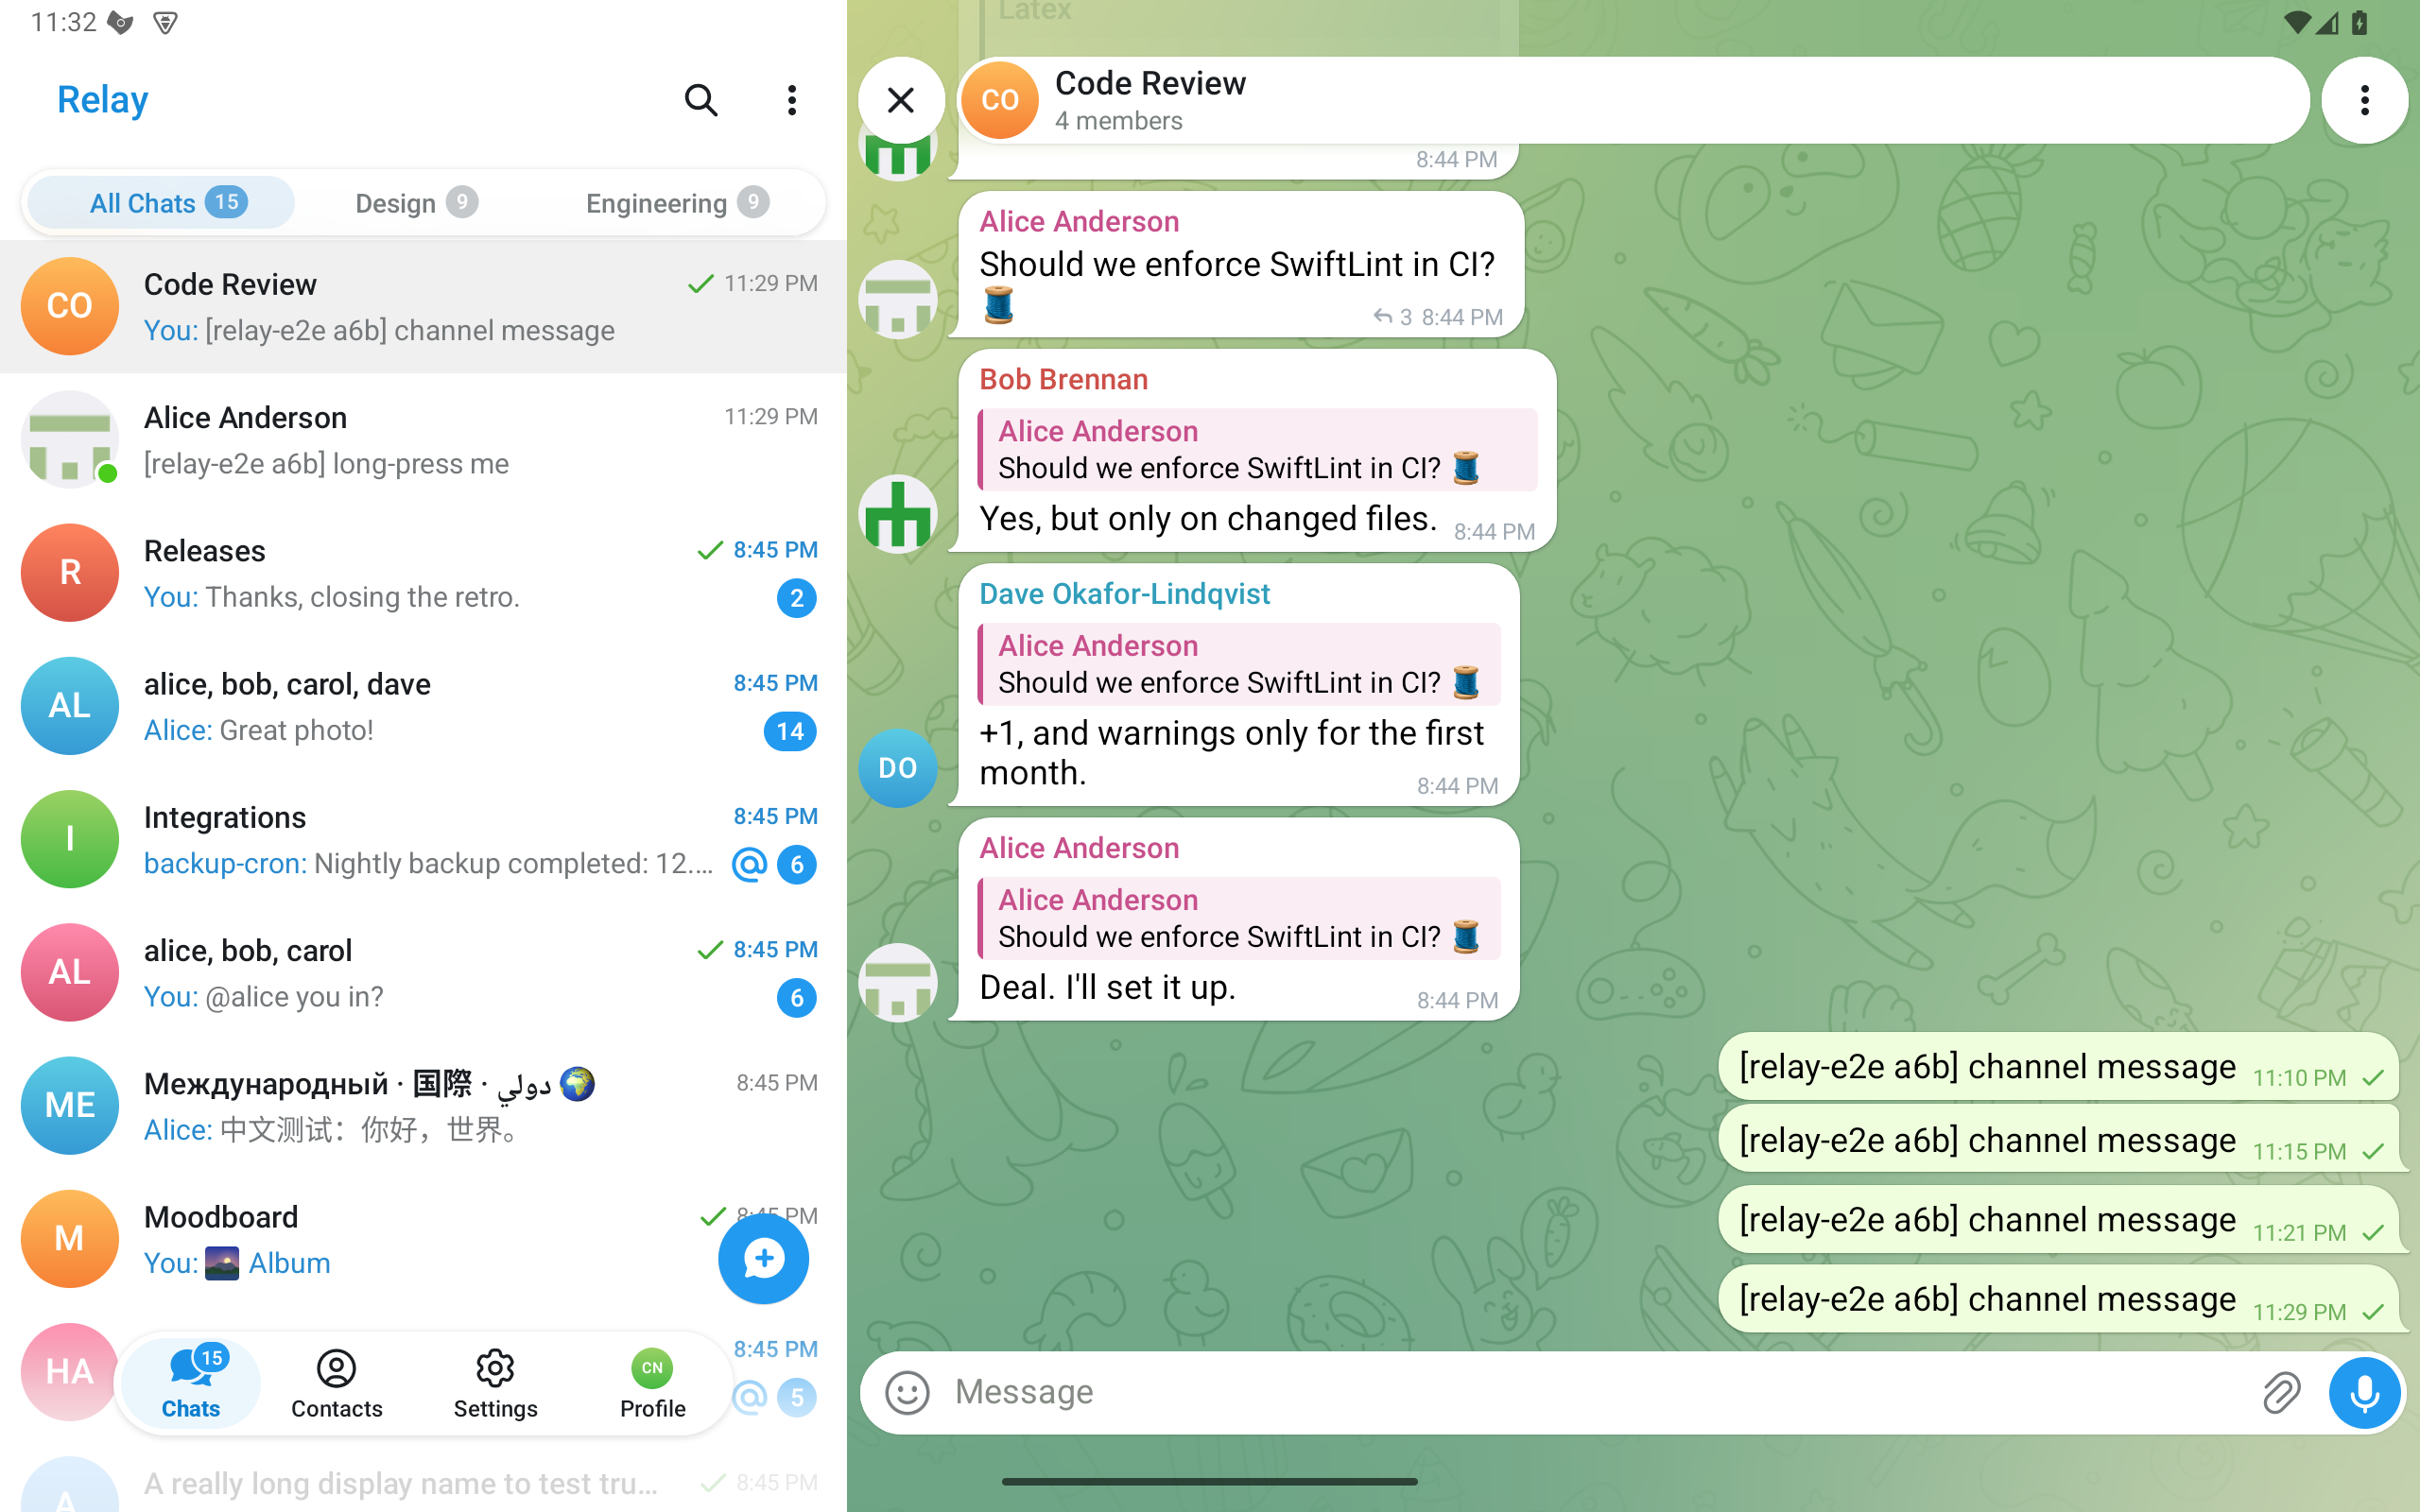 11:32
Relay
All Chats 15
Design 9
Engineering 9
CO
Code Review
11:29 PM
You: [relay-e2e a6b] channel message
Alice Anderson
11:29 PM
[relay-e2e a6b] long-press me
R
Releases
8:45 PM
You: Thanks, closing the retro.
2
AL
alice, bob, carol, dave
8:45 PM
Alice: Great photo!
14
I
Integrations
8:45 PM
backup-cron: Nightly backup completed: 12....
@ 6
AL
alice, bob, carol
8:45 PM
You: @alice you in?
6
ME
Международный · 国際 · دولي 🌍
8:45 PM
Alice: 中文测试：你好，世界。
M
Moodboard
8:45 PM
You: Album
HA
8:45 PM
@ 5
15
Chats
Contacts
Settings
CN
Profile
A
A really long display name to test tru...
8:45 PM
Latex
CO
Code Review
4 members
8:44 PM
Alice Anderson
Should we enforce SwiftLint in CI?
🧵
3 8:44 PM
Bob Brennan
Alice Anderson
Should we enforce SwiftLint in CI? 🧵
Yes, but only on changed files. 8:44 PM
Dave Okafor-Lindqvist
Alice Anderson
Should we enforce SwiftLint in CI? 🧵
+1, and warnings only for the first
month. 8:44 PM
DO
Alice Anderson
Alice Anderson
Should we enforce SwiftLint in CI? 🧵
Deal. I'll set it up. 8:44 PM
[relay-e2e a6b] channel message 11:10 PM
[relay-e2e a6b] channel message 11:15 PM
[relay-e2e a6b] channel message 11:21 PM
[relay-e2e a6b] channel message 11:29 PM
Message